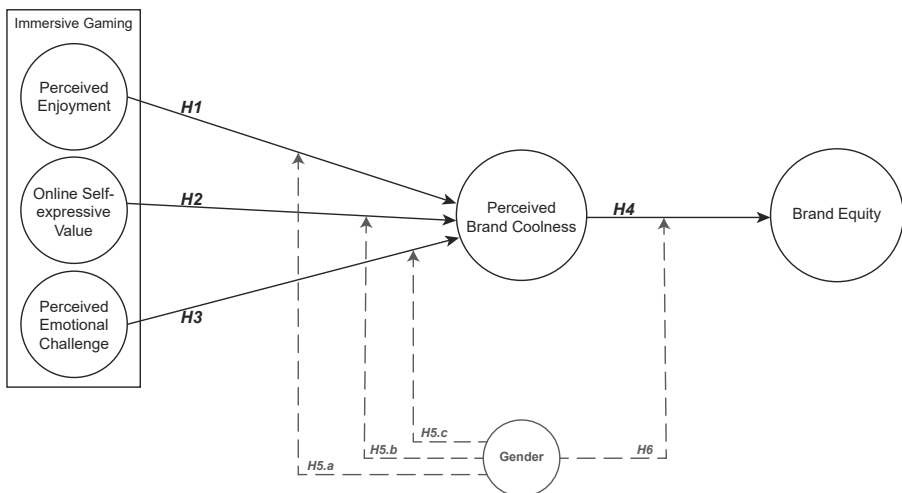 Immersive Gaming
Perceived
Enjoyment
H1
Online Self-
expressive
Value
H2
Perceived
Emotional
Challenge
H3
Perceived
Brand Coolness
H4
Brand Equity
H5.a
H5.b
H5.c
Gender
H6